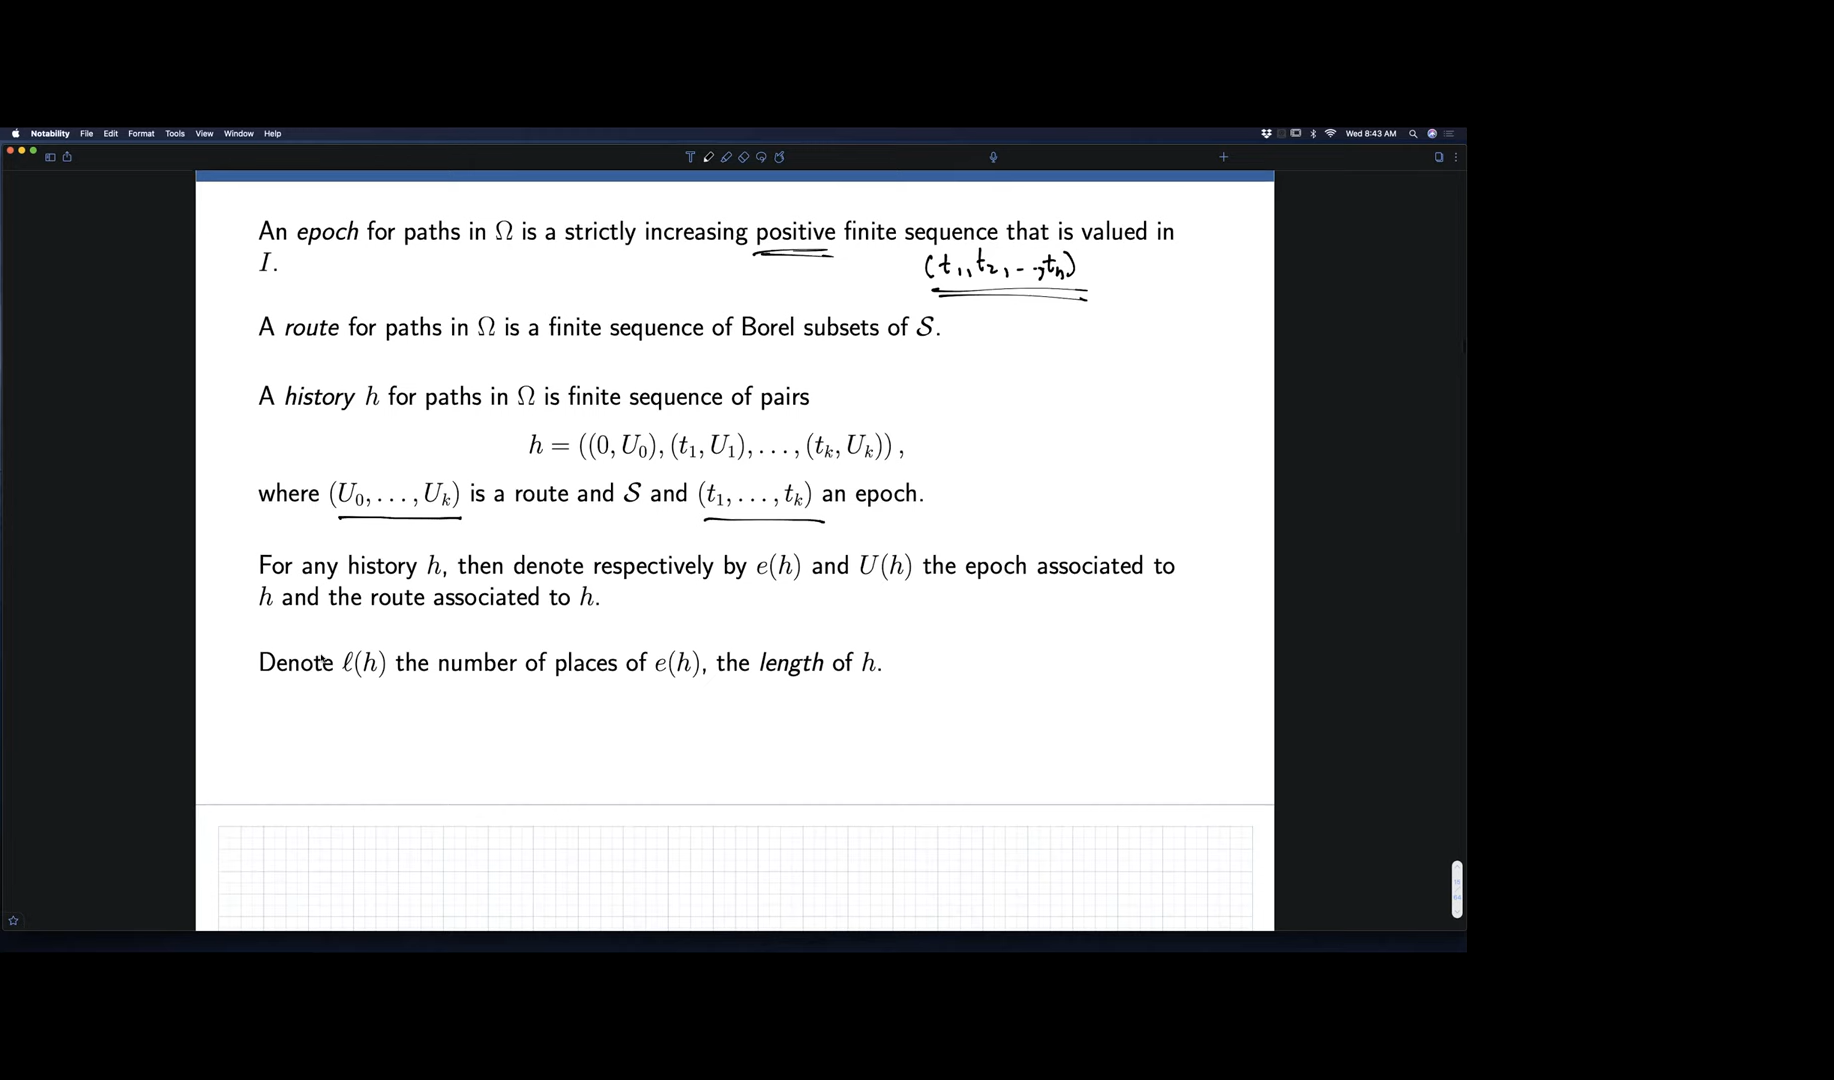 Notability File Edit Format Tools View Window Help Wed 8:43 AM
An epoch for paths in Ω is a strictly increasing positive finite sequence that is valued in
I.
(t₁, t₂, ..., tₙ)
A route for paths in Ω is a finite sequence of Borel subsets of 𝒮.
A history h for paths in Ω is finite sequence of pairs
h = ((0, U₀), (t₁, U₁), . . . , (tₖ, Uₖ)) ,
where (U₀, . . . , Uₖ) is a route and 𝒮 and (t₁, . . . , tₖ) an epoch.
For any history h, then denote respectively by e(h) and U(h) the epoch associated to
h and the route associated to h.
Denote ℓ(h) the number of places of e(h), the length of h.